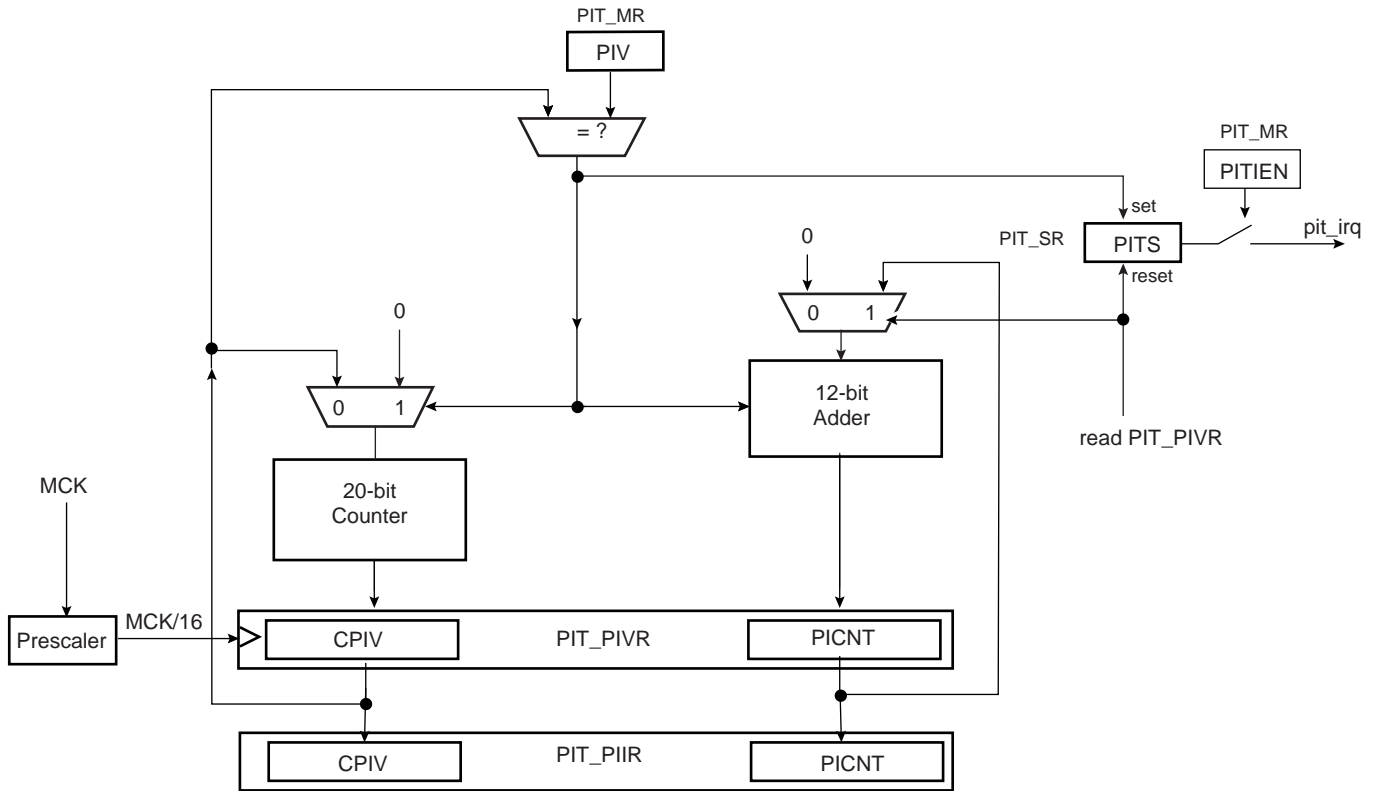 PIT_MR
PIV
= ?
PIT_MR
PITIEN
set
PIT_SR
PITS
pit_irq
reset
0
0 1
0
0 1
12-bit
Adder
read PIT_PIVR
20-bit
Counter
MCK
Prescaler
MCK/16
CPIV
PIT_PIVR
PICNT
CPIV
PIT_PIIR
PICNT